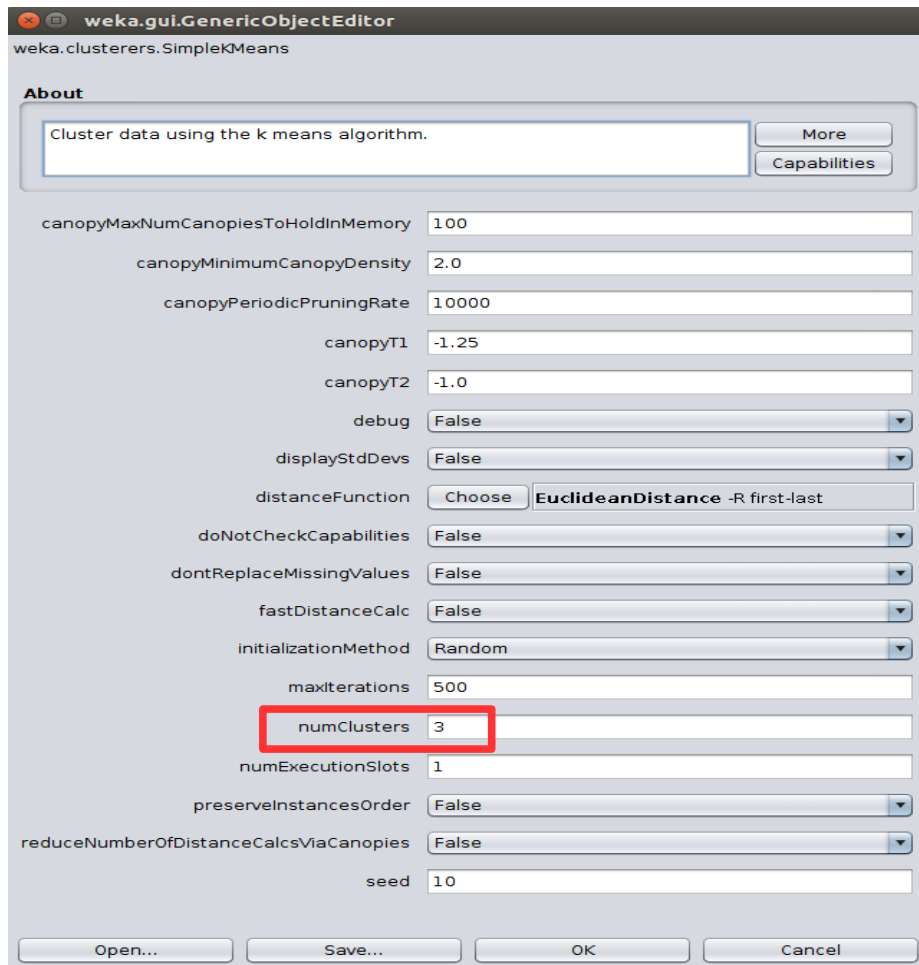 weka.gui.GenericObjectEditor
weka.clusterers.SimpleKMeans
About
Cluster data using the k means algorithm.
More
Capabilities
canopyMaxNumCanopiesToHoldInMemory 100
canopyMinimumCanopyDensity 2.0
canopyPeriodicPruningRate 10000
canopyT1 -1.25
canopyT2 -1.0
debug False
displayStdDevs False
distanceFunction Choose EuclideanDistance -R first-last
doNotCheckCapabilities False
dontReplaceMissingValues False
fastDistanceCalc False
initializationMethod Random
maxIterations 500
numClusters 3
numExecutionSlots 1
preserveInstancesOrder False
reduceNumberOfDistanceCalcsViaCanopies False
seed 10
Open... Save... OK Cancel